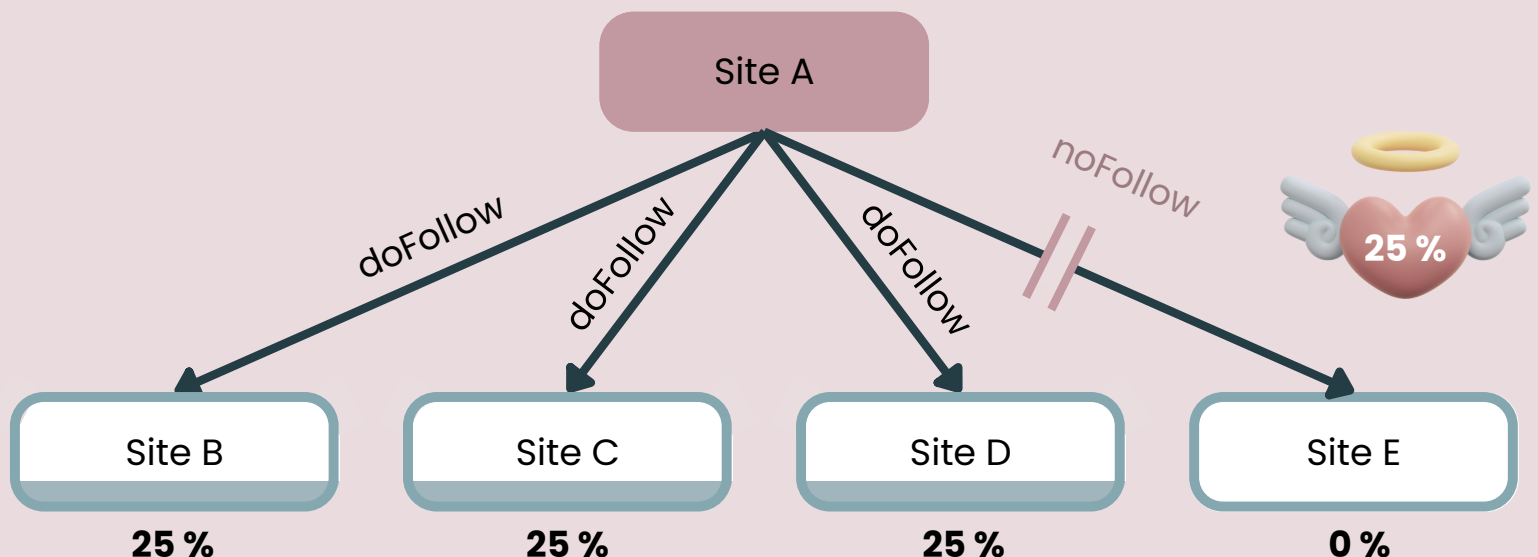 Site A
doFollow
doFollow
doFollow
noFollow
25 %
Site B
Site C
Site D
Site E
25 %
25 %
25 %
0 %